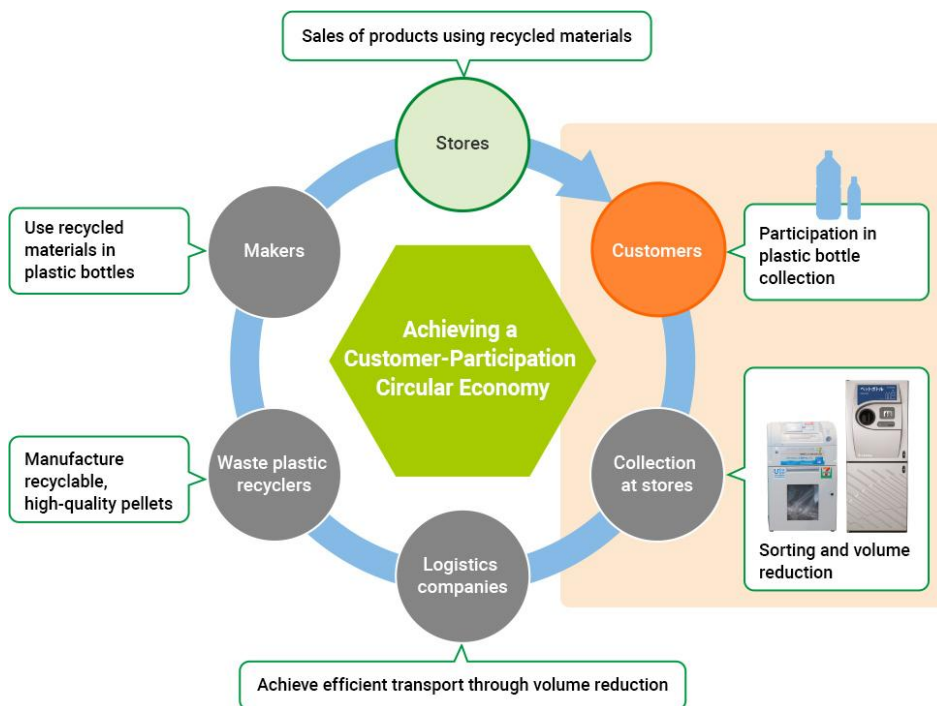 Sales of products using recycled materials
Stores
Makers
Use recycled
materials in
plastic bottles
Customers
Participation in
plastic bottle
collection
Achieving a
Customer-Participation
Circular Economy
Waste plastic
recyclers
Manufacture
recyclable,
high-quality pellets
Collection
at stores
Sorting and volume
reduction
Logistics
companies
Achieve efficient transport through volume reduction